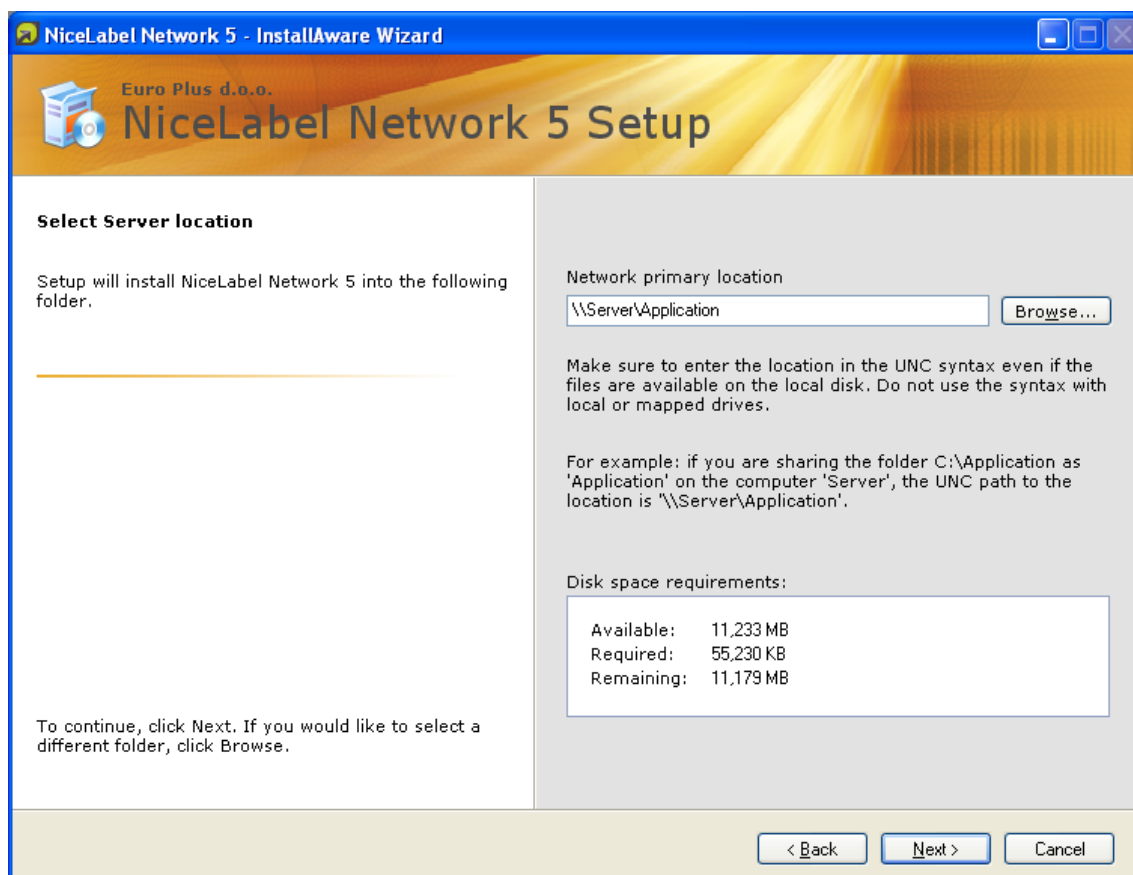 NiceLabel Network 5 - InstallAware Wizard
Euro Plus d.o.o.
NiceLabel Network 5 Setup
Select Server location
Setup will install NiceLabel Network 5 into the following
folder.
To continue, click Next. If you would like to select a
different folder, click Browse.
Network primary location
\\Server\Application
Browse...
Make sure to enter the location in the UNC syntax even if the
files are available on the local disk. Do not use the syntax with
local or mapped drives.
For example: if you are sharing the folder C:\Application as
'Application' on the computer 'Server', the UNC path to the
location is '\\Server\Application'.
Disk space requirements:
Available: 11,233 MB
Required: 55,230 KB
Remaining: 11,179 MB
< Back
Next >
Cancel